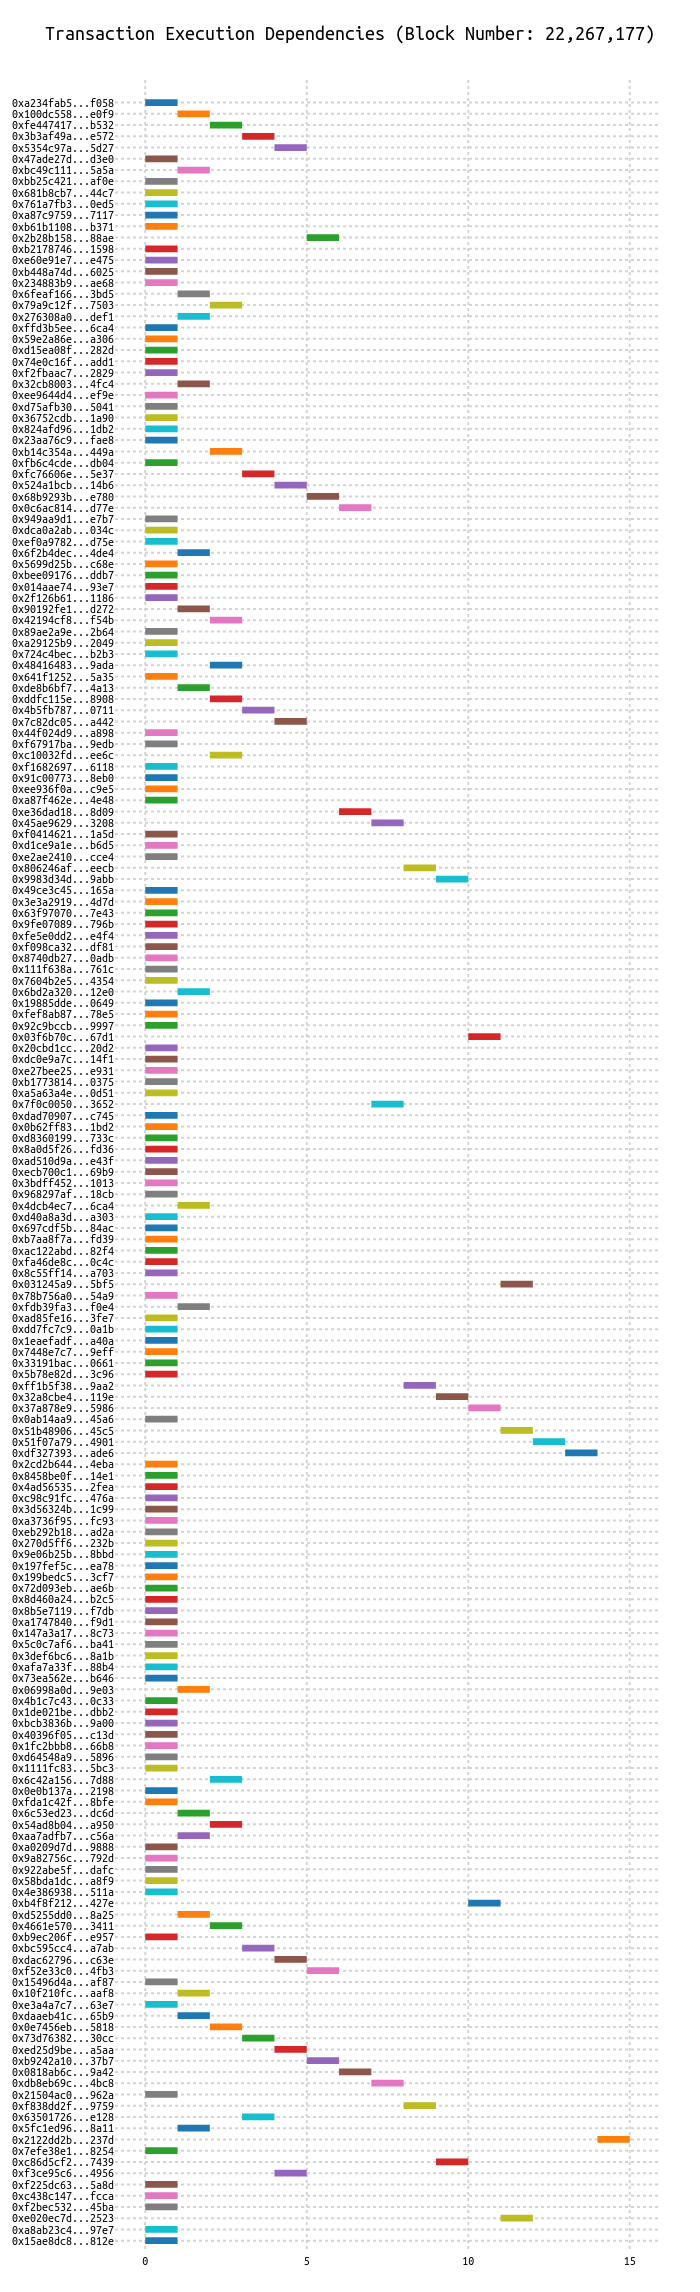 Transaction Execution Dependencies (Block Number: 22,267,177)
0xa234fab5...f058
0x100dc558...e0f9
0xfe447417...b532
0x3b3af49a...e572
0x5354c97a...5d27
0x47ade27d...d3e0
0xbc49c111...5a5a
0xbb25c421...af0e
0x681b8cb7...44c7
0x761a7fb3...0ed5
0xa87c9759...7117
0xb61b1108...b371
0x2b28b158...88ae
0xb2178746...1598
0xe60e91e7...e475
0xb448a74d...6025
0x234883b9...ae68
0x6feaf166...3bd5
0x79a9c12f...7503
0x276308a0...def1
0xffd3b5ee...6ca4
0x59e2a86e...a306
0xd15ea08f...282d
0x74e0c16f...add1
0xf2fbaac7...2829
0x32cb8003...4fc4
0xee9644d4...ef9e
0xd75afb30...5041
0x36752cdb...1a90
0x824afd96...1db2
0x23aa76c9...fae8
0xb14c354a...449a
0xfb6c4cde...db04
0xfc76606e...5e37
0x524a1bcb...14b6
0x68b9293b...e780
0x0c6ac814...d77e
0x949aa9d1...e7b7
0xdca0a2ab...034c
0xef0a9782...d75e
0x6f2b4dec...4de4
0x5699d25b...c68e
0xbee09176...ddb7
0x014aae74...93e7
0x2f126b61...1186
0x90192fe1...d272
0x42194cf8...f54b
0x89ae2a9e...2b64
0xa29125b9...2049
0x724c4bec...b2b3
0x48416483...9ada
0x641f1252...5a35
0xde8b6bf7...4a13
0xddfc115e...8908
0x4b5fb787...0711
0x7c82dc05...a442
0x44f024d9...a898
0xf67917ba...9edb
0xc10032fd...ee6c
0xf1682697...6118
0x91c00773...8eb0
0xee936f0a...c9e5
0xa87f462e...4e48
0xe36dad18...8d09
0x45ae9629...3208
0xf0414621...1a5d
0xd1ce9a1e...b6d5
0xe2ae2410...cce4
0x806246af...eecb
0x9983d34d...9abb
0x49ce3c45...165a
0x3e3a2919...4d7d
0x63f97070...7e43
0x9fe07089...796b
0xfe5e0dd2...e4f4
0xf098ca32...df81
0x8740db27...0adb
0x111f638a...761c
0x7604b2e5...4354
0x6bd2a320...12e0
0x19885dde...0649
0xfef8ab87...78e5
0x92c9bccb...9997
0x03f6b70c...67d1
0x20cbd1cc...20d2
0xdc0e9a7c...14f1
0xe27bee25...e931
0xb1773814...0375
0xa5a63a4e...0d51
0x7f0c0050...3652
0xdad70907...c745
0x0b62ff83...1bd2
0xd8360199...733c
0x8a0d5f26...fd36
0xad510d9a...e43f
0xecb700c1...69b9
0x3bdff452...1013
0x968297af...18cb
0x4dcb4ec7...6ca4
0xd40a8a3d...a303
0x697cdf5b...84ac
0xb7aa8f7a...fd39
0xac122abd...82f4
0xfa46de8c...0c4c
0x8c55ff14...a703
0x031245a9...5bf5
0x78b756a0...54a9
0xfdb39fa3...f0e4
0xad85fe16...3fe7
0xdd7fc7c9...0a1b
0x1eaefadf...a40a
0x7448e7c7...9eff
0x33191bac...0661
0x5b78e82d...3c96
0xff1b5f38...9aa2
0x32a8cbe4...119e
0x37a878e9...5986
0x0ab14aa9...45a6
0x51b48906...45c5
0x51f07a79...4901
0xdf327393...ade6
0x2cd2b644...4eba
0x8458be0f...14e1
0x4ad56535...2fea
0xc98c91fc...476a
0x3d56324b...1c99
0xa3736f95...fc93
0xeb292b18...ad2a
0x270d5ff6...232b
0x9e06b25b...8bbd
0x197fef5c...ea78
0x199bedc5...3cf7
0x72d093eb...ae6b
0x8d460a24...b2c5
0x8b5e7119...f7db
0xa1747840...f9d1
0x147a3a17...8c73
0x5c0c7af6...ba41
0x3def6bc6...8a1b
0xafa7a33f...88b4
0x73ea562e...b646
0x06998a0d...9e03
0x4b1c7c43...0c33
0x1de021be...dbb2
0xbcb3836b...9a00
0x40396f05...c13d
0x1fc2bbb8...66b8
0xd64548a9...5896
0x1111fc83...5bc3
0x6c42a156...7d88
0x0e0b137a...2198
0xfda1c42f...8bfe
0x6c53ed23...dc6d
0x54ad8b04...a950
0xaa7adfb7...c56a
0xa0209d7d...9888
0x9a82756c...792d
0x922abe5f...dafc
0x58bda1dc...a8f9
0x4e386938...511a
0xb4f8f212...427e
0xd5255dd0...8a25
0x4661e570...3411
0xb9ec206f...e957
0xbc595cc4...a7ab
0xdac62796...c63e
0xf52e33c0...4fb3
0x15496d4a...af87
0x10f210fc...aaf8
0xe3a4a7c7...63e7
0xdaaeb41c...65b9
0x0e7456eb...5818
0x73d76382...30cc
0xed25d9be...a5aa
0xb9242a10...37b7
0x0818ab6c...9a42
0xdb8eb69c...4bc8
0x21504ac0...962a
0xf838dd2f...9759
0x63501726...e128
0x5fc1ed96...8a11
0x2122dd2b...237d
0x7efe38e1...8254
0xc86d5cf2...7439
0xf3ce95c6...4956
0xf225dc63...5a8d
0xc438c147...fcca
0xf2bec532...45ba
0xe020ec7d...2523
0xa8ab23c4...97e7
0x15ae8dc8...812e
0 5 10 15